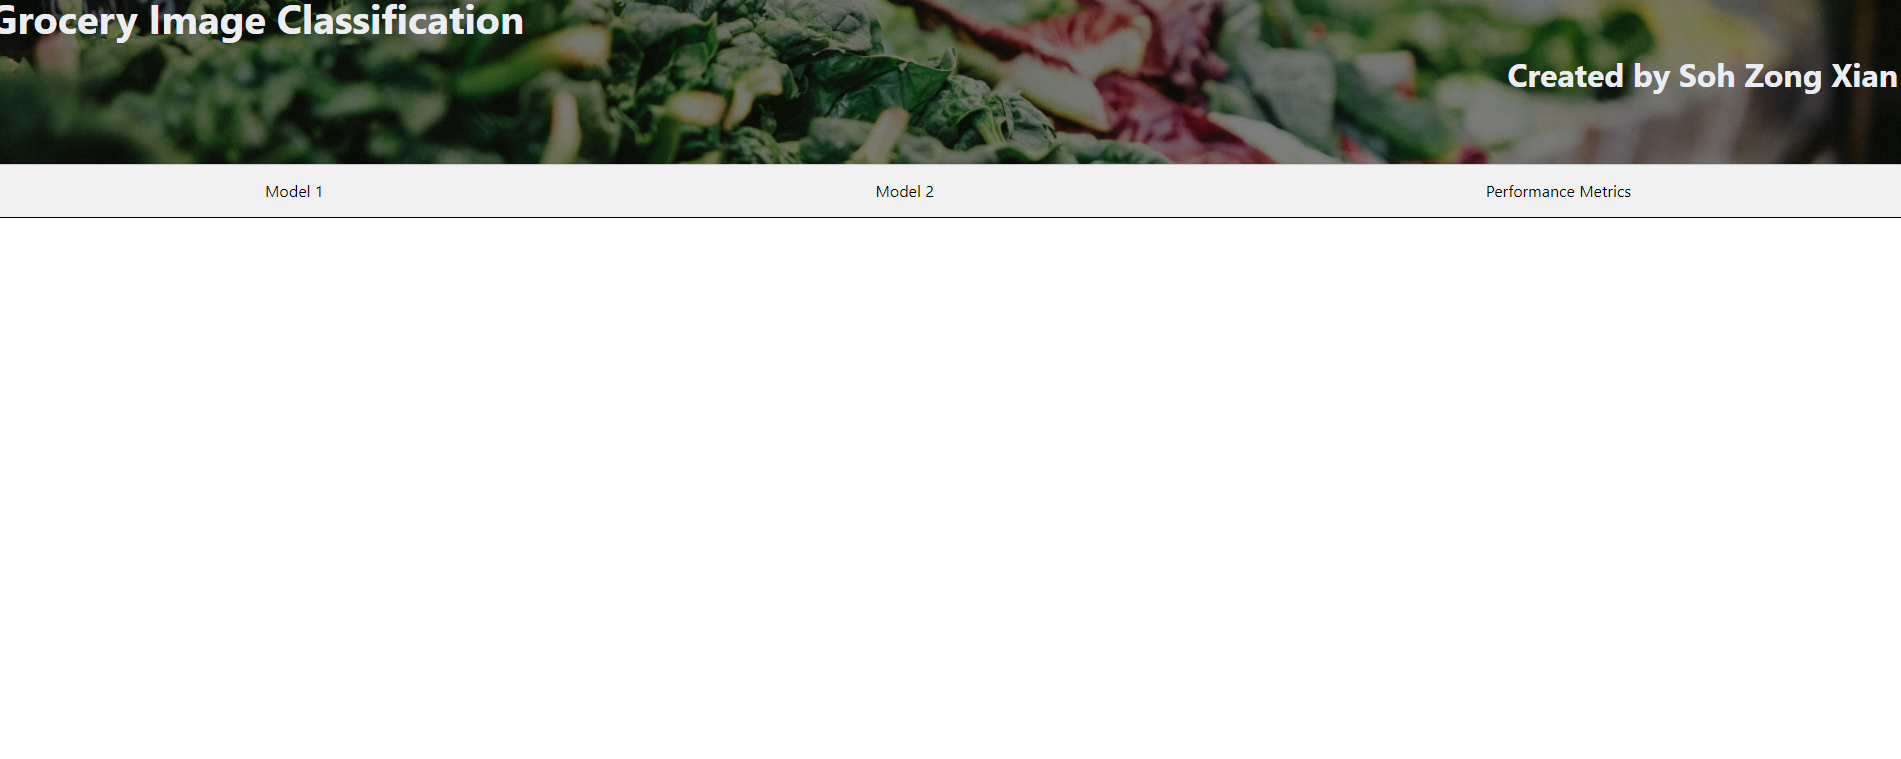 Grocery Image Classification
Created by Soh Zong Xian
Model 1
Model 2
Performance Metrics